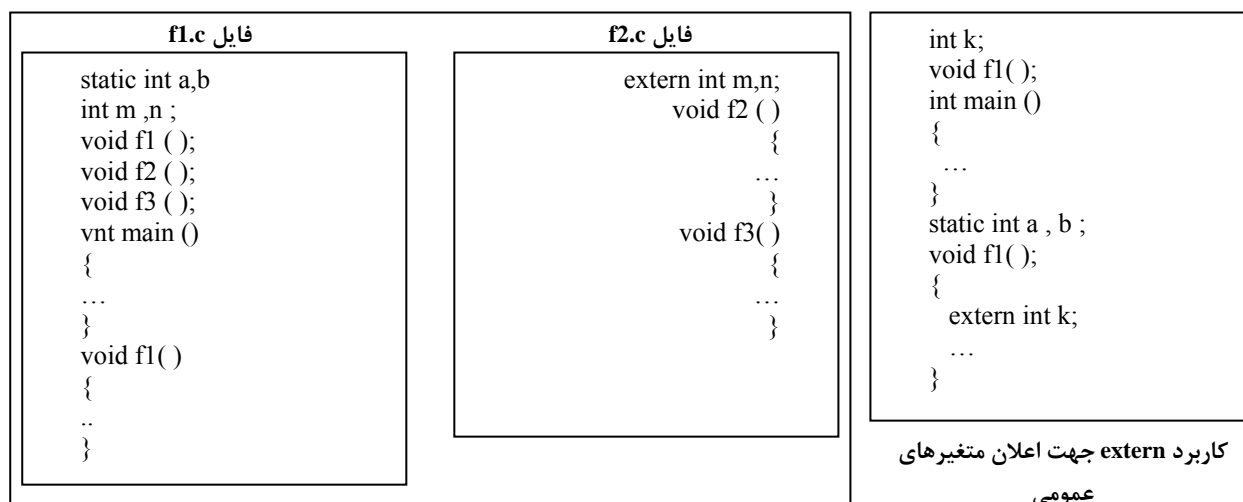 فایل f1.c
static int a,b
int m ,n ;
void f1 ( );
void f2 ( );
void f3 ( );
vnt main ()
{
…
}
void f1( )
{
..
}
فایل f2.c
extern int m,n;
void f2 ( )
{
…
}
void f3( )
{
…
}
int k;
void f1( );
int main ()
{
…
}
static int a , b ;
void f1( );
{
extern int k;
…
}
کاربرد extern جهت اعلان متغیرهای
عمومی